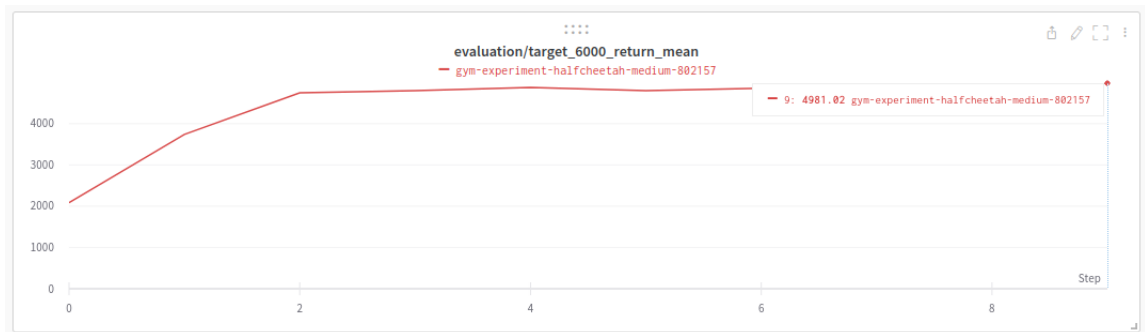 evaluation/target_6000_return_mean
gym-experiment-halfcheetah-medium-802157
9: 4981.02 gym-experiment-halfcheetah-medium-802157
4000
3000
2000
1000
0
Step
0 2 4 6 8